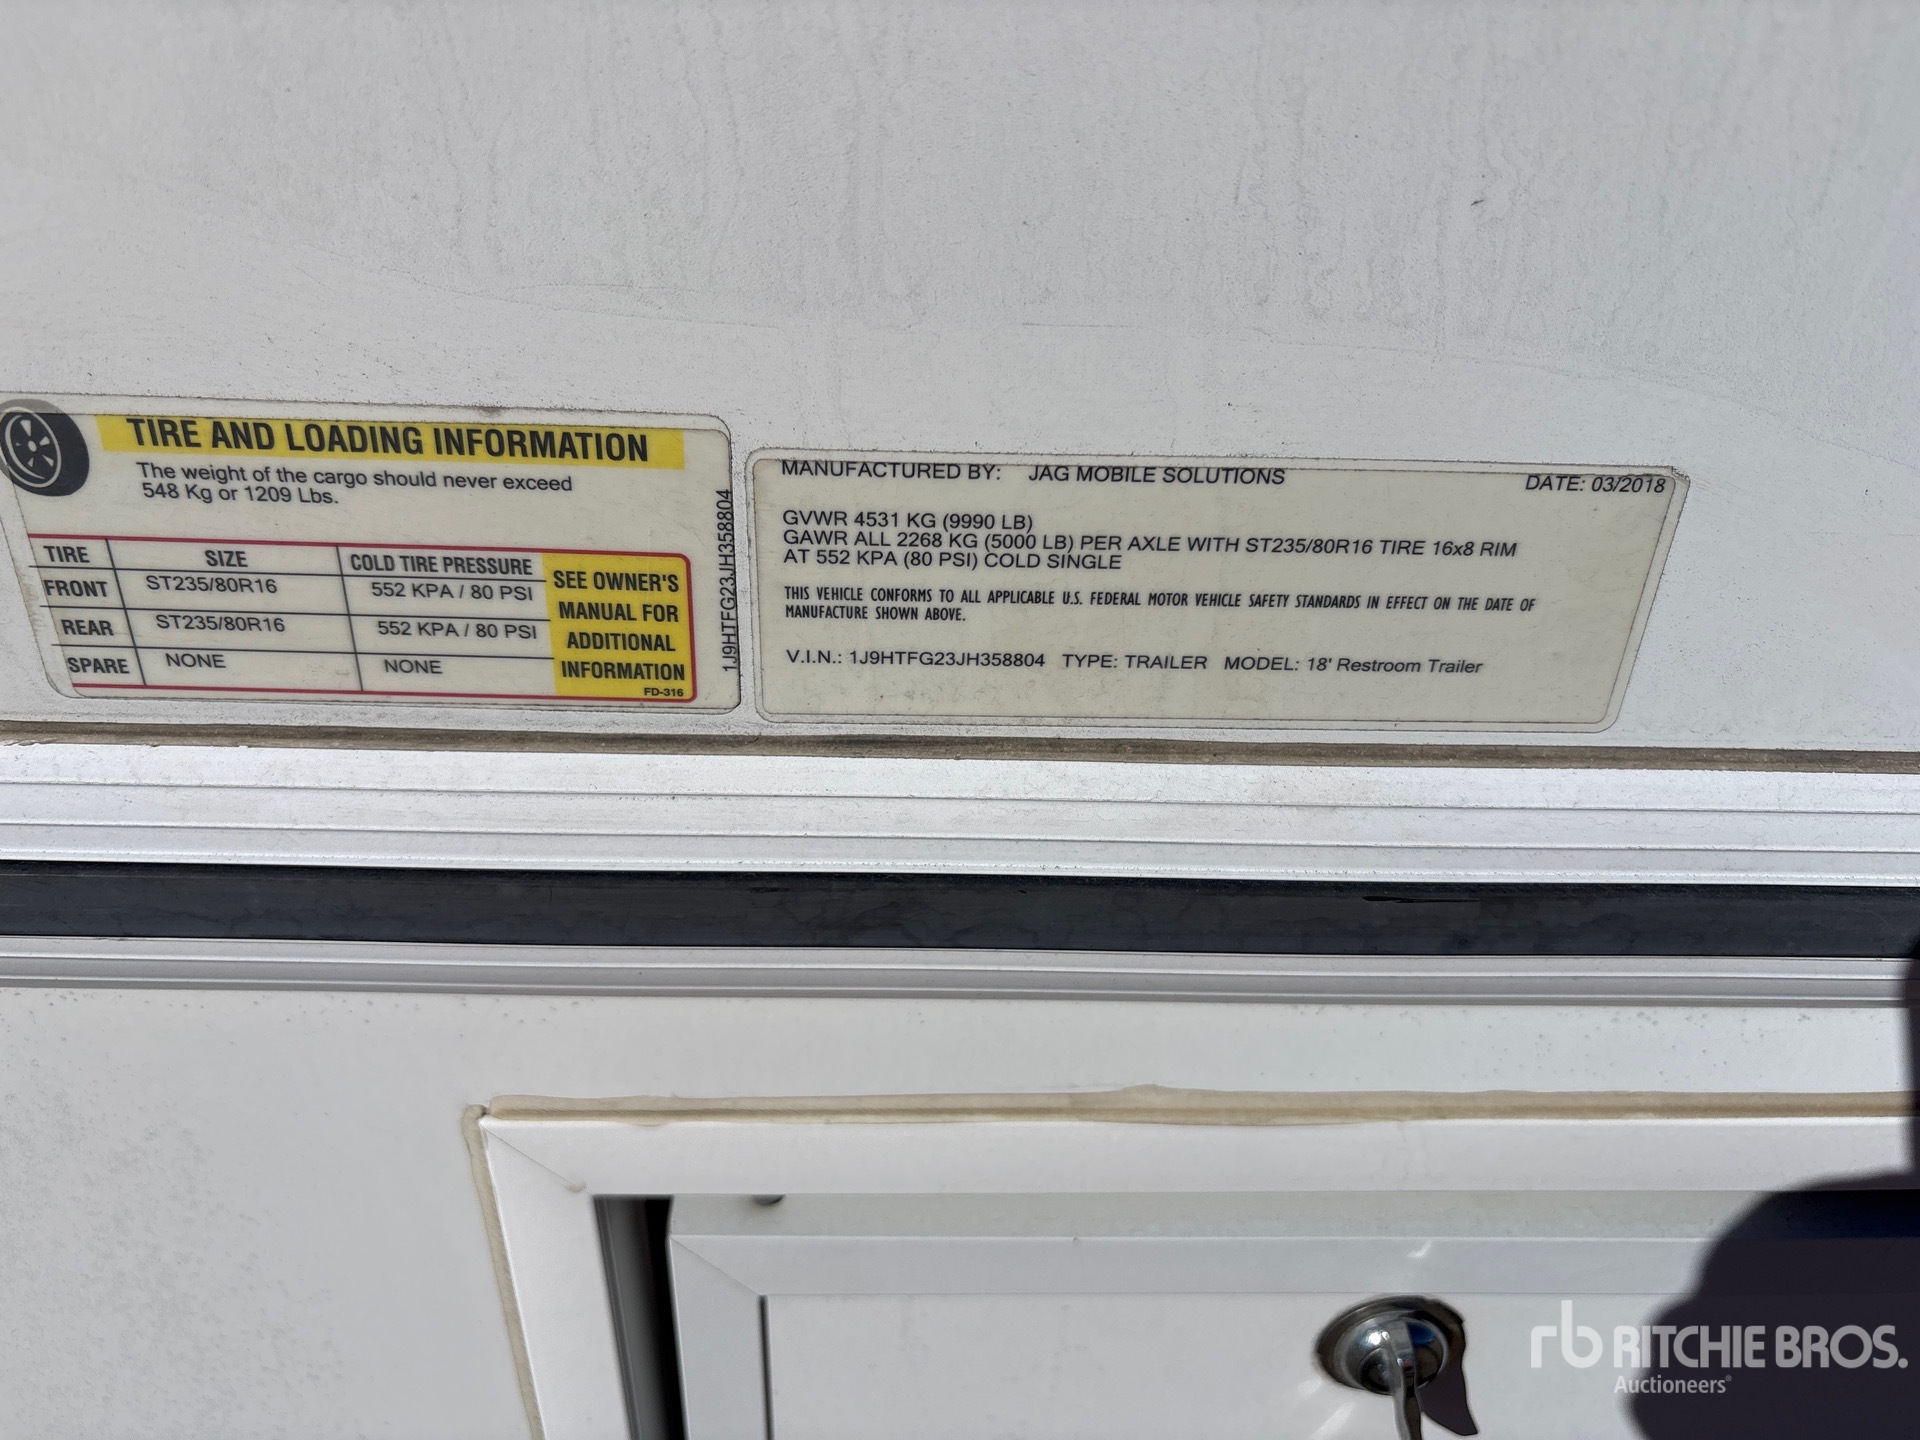 TIRE AND LOADING INFORMATION
The weight of the cargo should never exceed
548 Kg or 1209 Lbs.
TIRE SIZE COLD TIRE PRESSURE
FRONT ST235/80R16 552 KPA / 80 PSI
REAR ST235/80R16 552 KPA / 80 PSI
SPARE NONE NONE
SEE OWNER'S
MANUAL FOR
ADDITIONAL
INFORMATION
FD-316
1J9HTFG23JH358804
MANUFACTURED BY: JAG MOBILE SOLUTIONS DATE: 03/2018
GVWR 4531 KG (9990 LB)
GAWR ALL 2268 KG (5000 LB) PER AXLE WITH ST235/80R16 TIRE 16x8 RIM
AT 552 KPA (80 PSI) COLD SINGLE
THIS VEHICLE CONFORMS TO ALL APPLICABLE U.S. FEDERAL MOTOR VEHICLE SAFETY STANDARDS IN EFFECT ON THE DATE OF
MANUFACTURE SHOWN ABOVE.
V.I.N.: 1J9HTFG23JH358804 TYPE: TRAILER MODEL: 18' Restroom Trailer
rb RITCHIE BROS.
Auctioneers